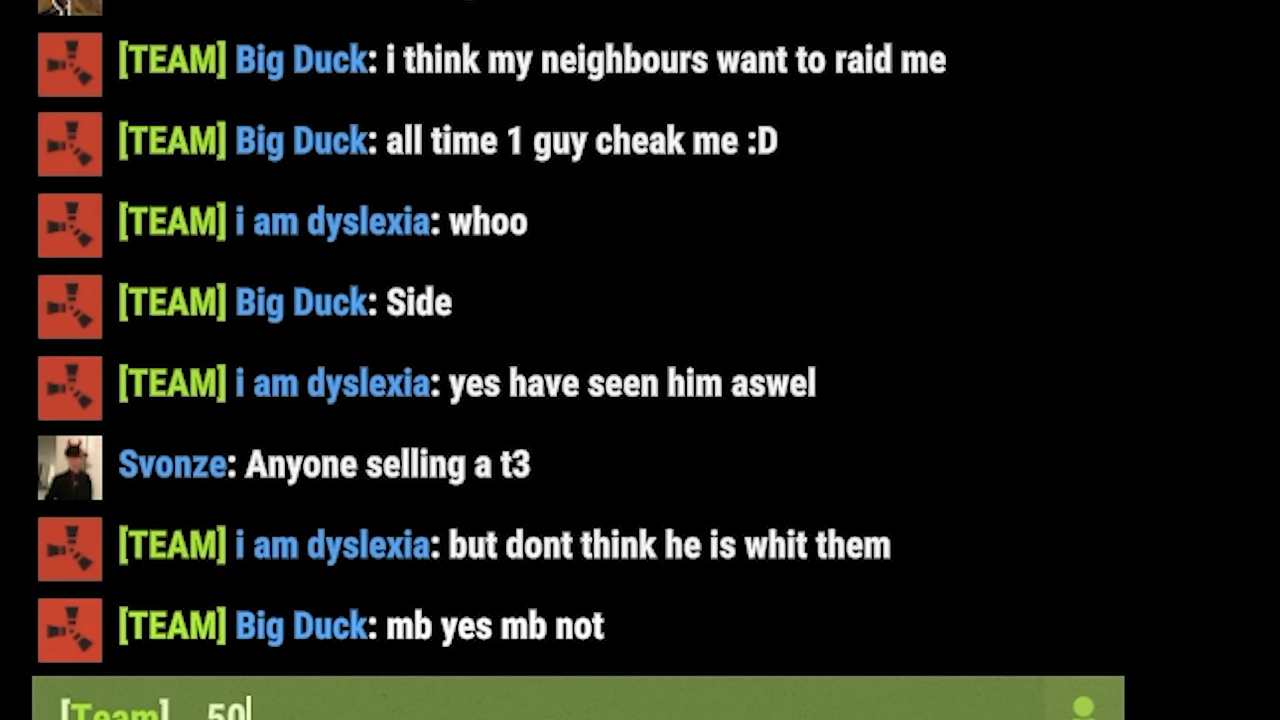 [TEAM] Big Duck: i think my neighbours want to raid me
[TEAM] Big Duck: all time 1 guy cheak me :D
[TEAM] i am dyslexia: whoo
[TEAM] Big Duck: Side
[TEAM] i am dyslexia: yes have seen him aswel
Svonze: Anyone selling a t3
[TEAM] i am dyslexia: but dont think he is whit them
[TEAM] Big Duck: mb yes mb not
[Team] 50